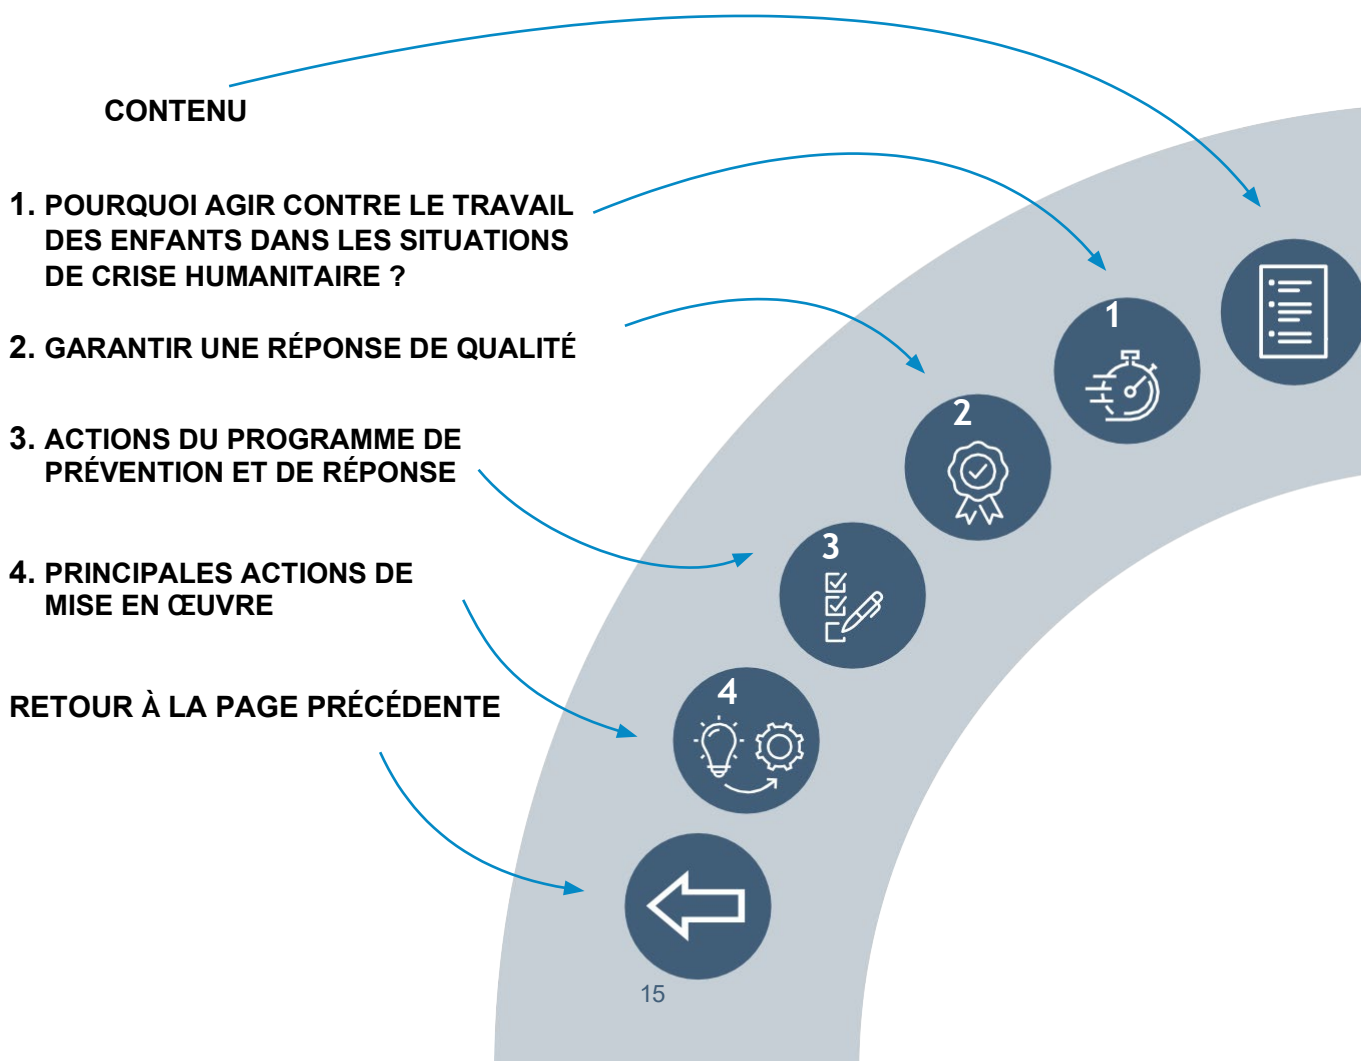 CONTENU
1. POURQUOI AGIR CONTRE LE TRAVAIL
DES ENFANTS DANS LES SITUATIONS
DE CRISE HUMANITAIRE ?
2. GARANTIR UNE RÉPONSE DE QUALITÉ
3. ACTIONS DU PROGRAMME DE
PRÉVENTION ET DE RÉPONSE
4. PRINCIPALES ACTIONS DE
MISE EN ŒUVRE
RETOUR À LA PAGE PRÉCÉDENTE
1
2
3
4
15